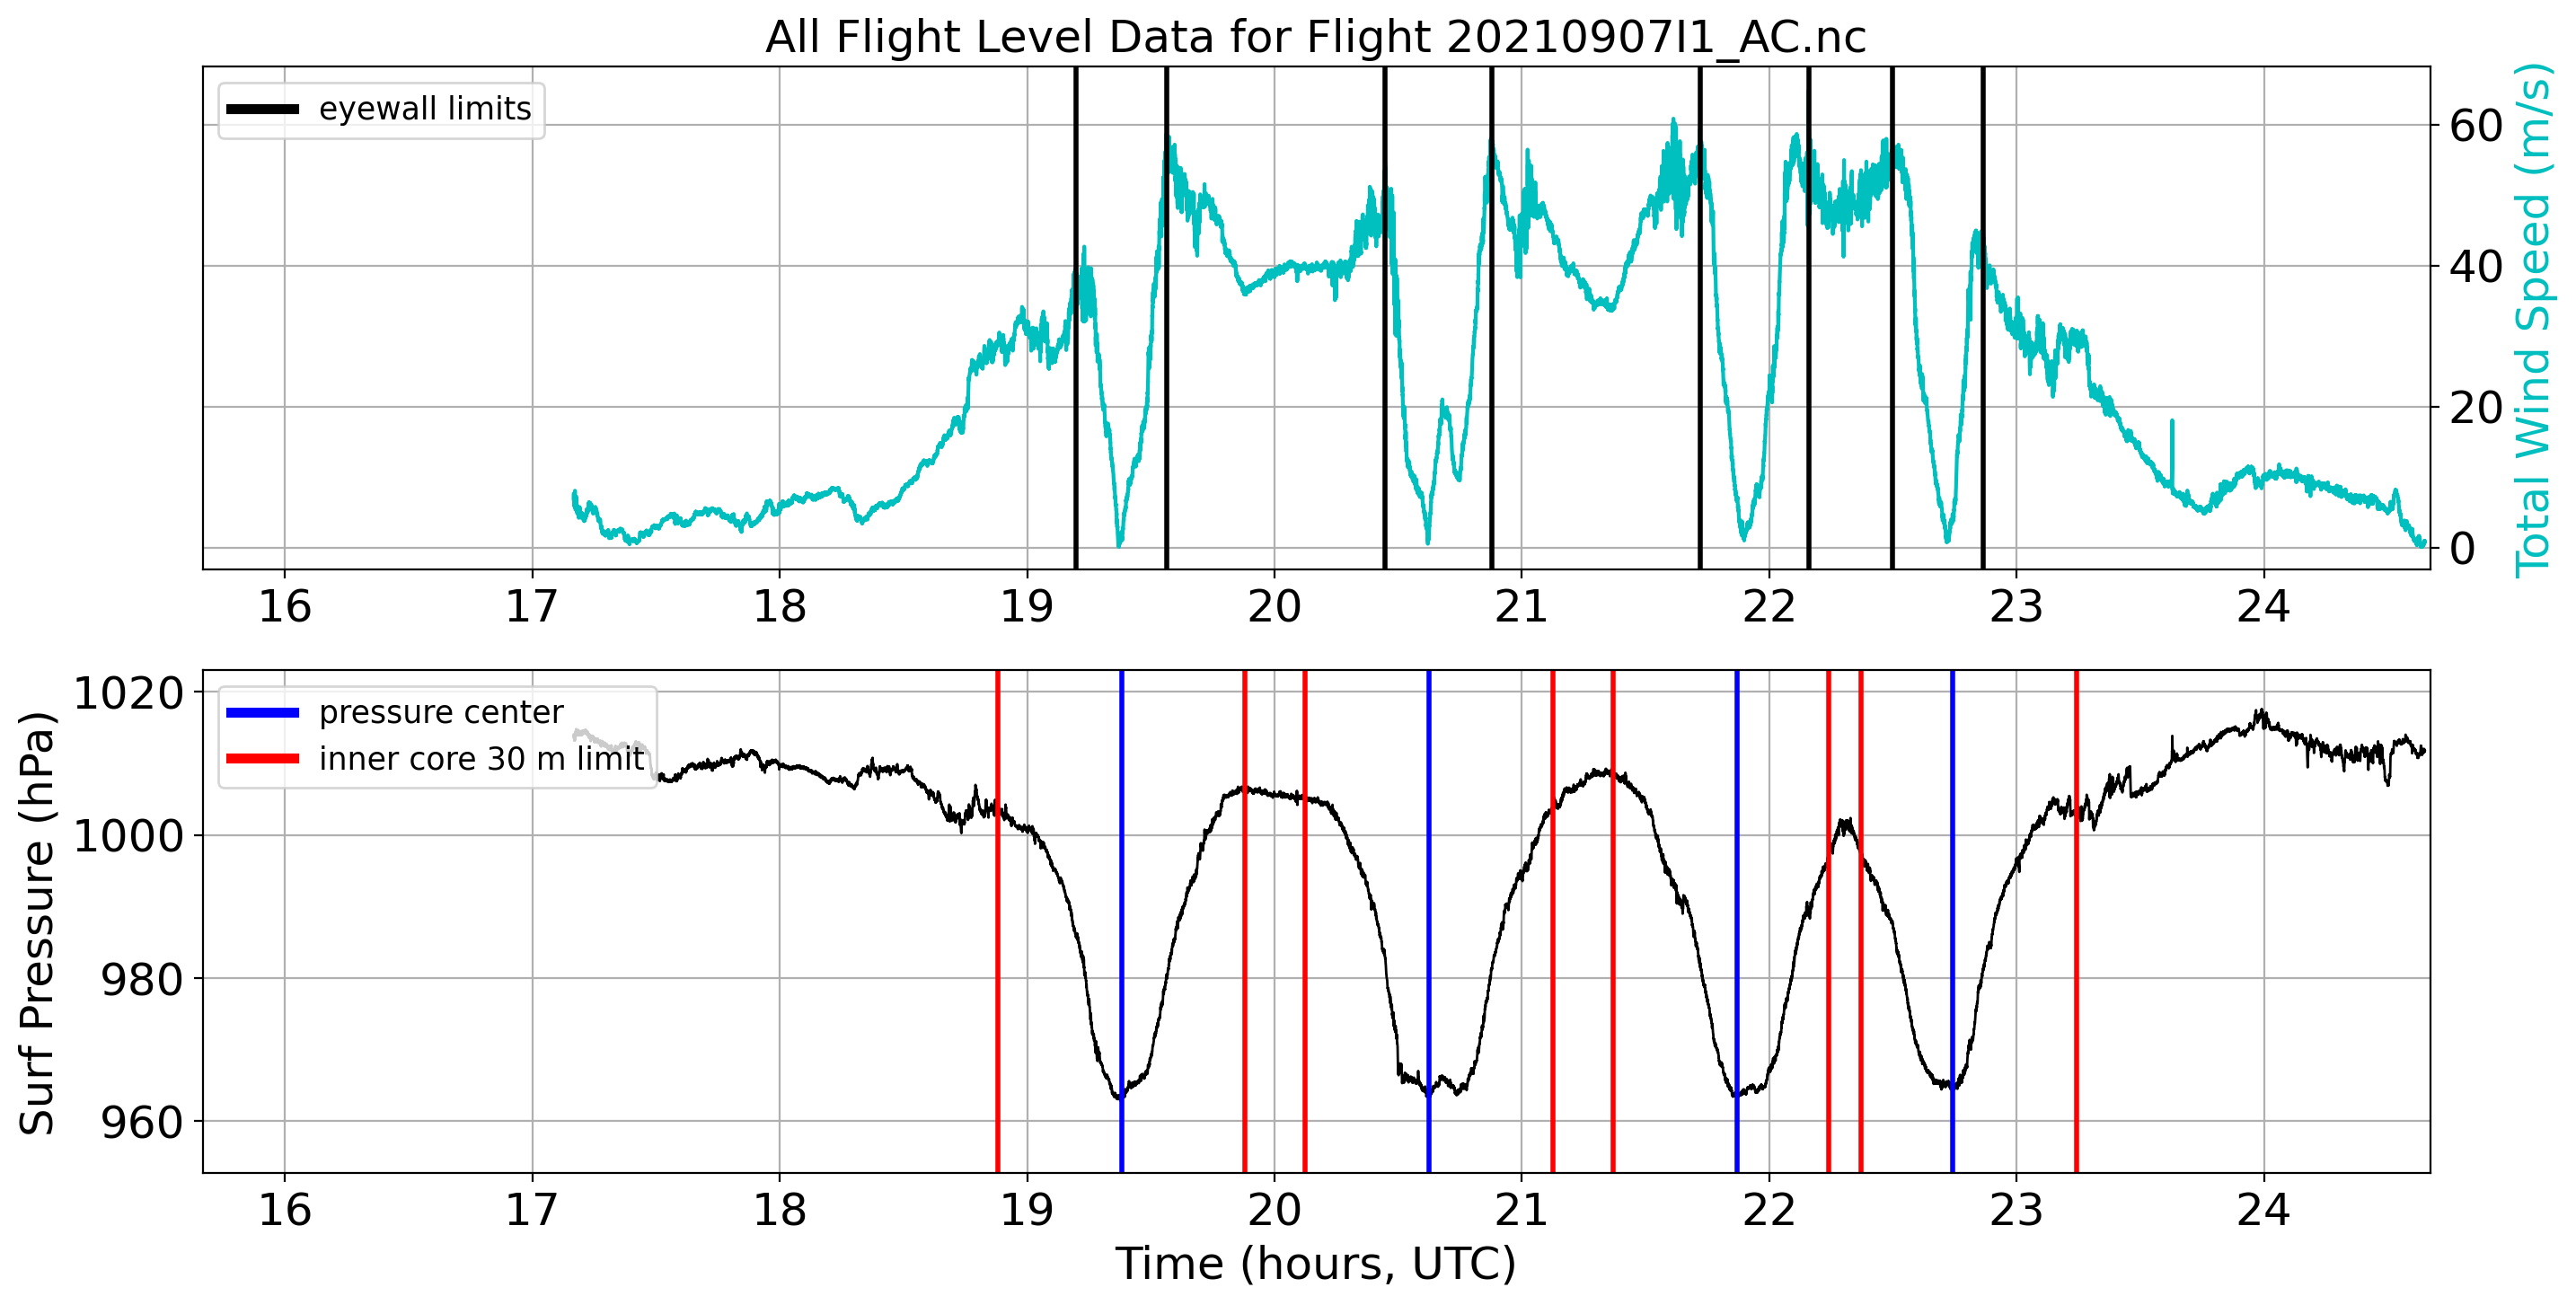 All Flight Level Data for Flight 20210907I1_AC.nc
eyewall limits
60
40
20
0
Total Wind Speed (m/s)
16 17 18 19 20 21 22 23 24
1020
1000
980
960
Surf Pressure (hPa)
pressure center
inner core 30 m limit
16 17 18 19 20 21 22 23 24
Time (hours, UTC)